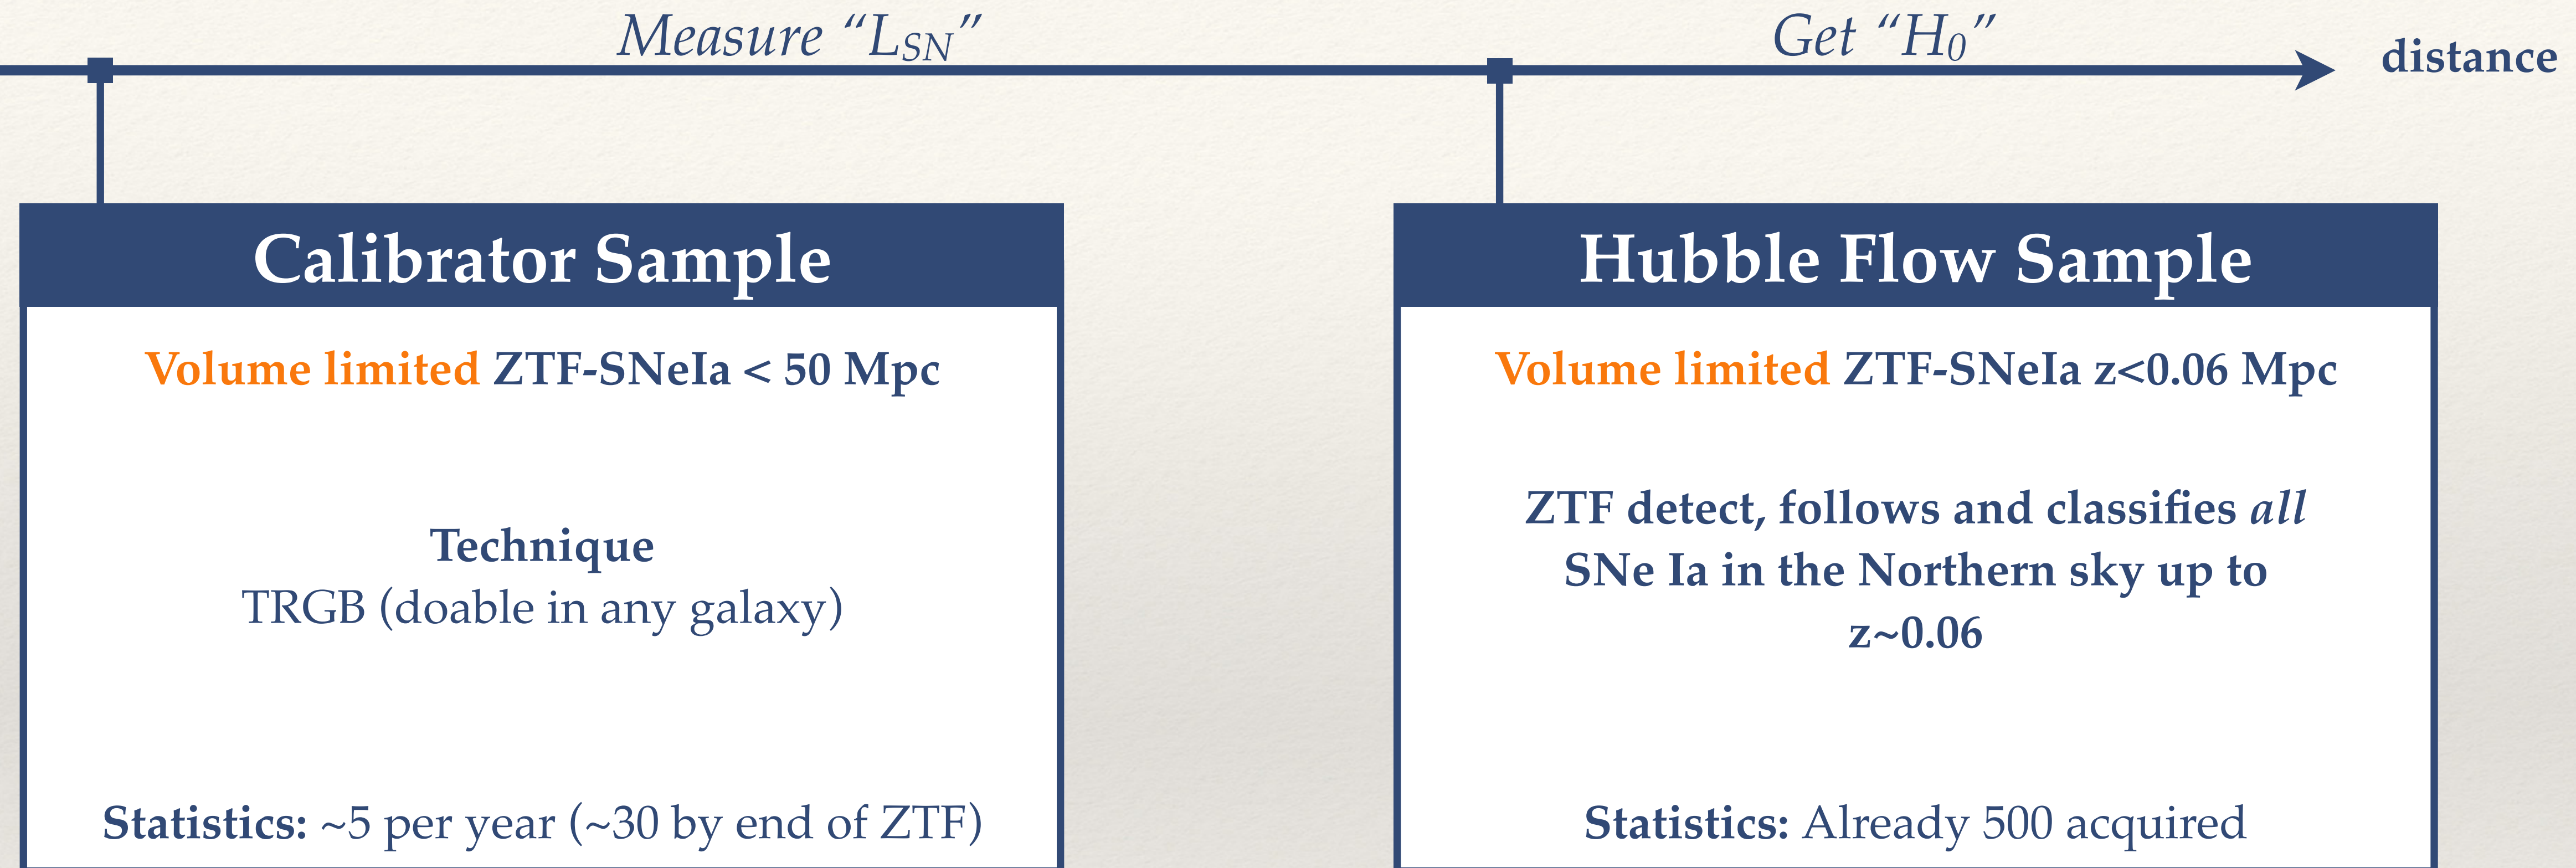 Measure “LSN”
Get “H0”
distance
Calibrator Sample
Volume limited ZTF-SNeIa < 50 Mpc
Technique
TRGB (doable in any galaxy)
Statistics: ~5 per year (~30 by end of ZTF)
Hubble Flow Sample
Volume limited ZTF-SNeIa z<0.06 Mpc
ZTF detect, follows and classifies all
SNe Ia in the Northern sky up to
z~0.06
Statistics: Already 500 acquired